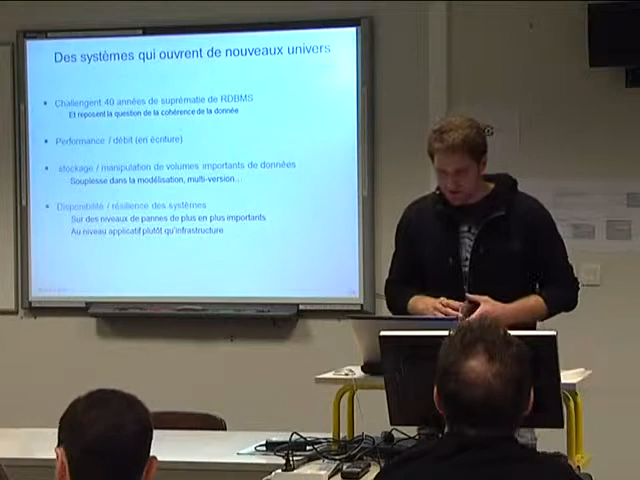 Des systèmes qui ouvrent de nouveaux univers
Challengent 40 années de suprématie de RDBMS
Et reposent la question de la cohérence de la donnée
Performance / débit (en écriture)
stockage / manipulation de volumes importants de données
Souplesse dans la modélisation, multi-version…
Disponibilité / résilience des systèmes
Sur des niveaux de pannes de plus en plus importants
Au niveau applicatif plutôt qu'infrastructure